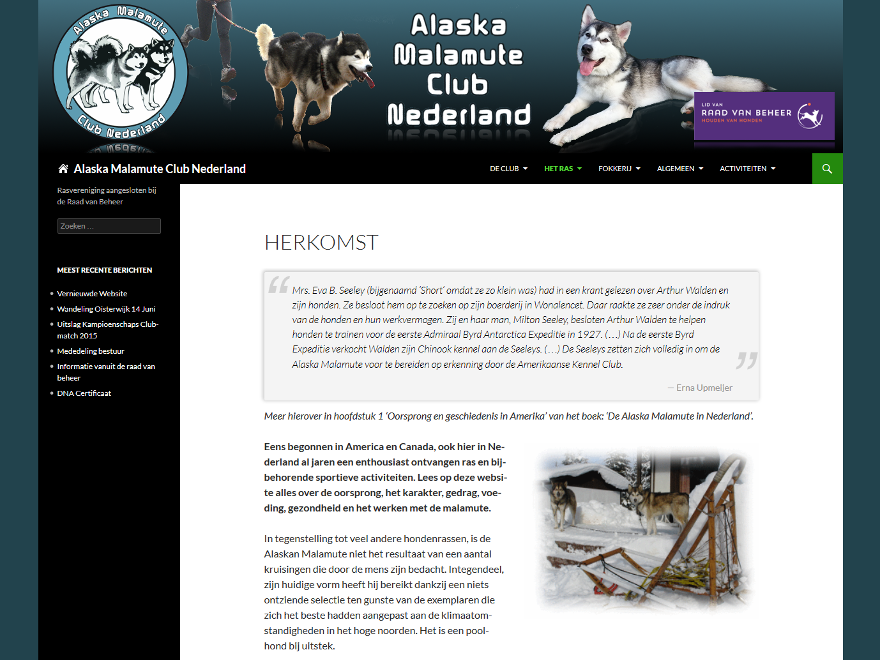 Alaska Malamute
Club Nederland
Alaska
Malamute
Club
Nederland
LID VAN
RAAD VAN BEHEER
HOUDEN VAN HONDEN
Alaska Malamute Club Nederland
DE CLUB
HET RAS
FOKKERIJ
ALGEMEEN
ACTIVITEITEN
Rasvereniging aangesloten bij
de Raad van Beheer
Zoeken ...
MEEST RECENTE BERICHTEN
Vernieuwde Website
Wandeling Oisterwijk 14 Juni
Uitslag Kampioenschaps Club-
match 2015
Mededeling bestuur
Informatie vanuit de raad van
beheer
DNA Certificaat
HERKOMST
“ Mrs. Eva B. Seeley (bijgenaamd ‘Short’ omdat ze zo klein was) had in een krant gelezen over Arthur Walden en
zijn honden. Ze besloot hem op te zoeken op zijn boerderij in Wonalencet. Daar raakte ze zeer onder de indruk
van de honden en hun werkvermogen. Zij en haar man, Milton Seeley, besloten Arthur Walden te helpen
honden te trainen voor de eerste Admiraal Byrd Antarctica Expeditie in 1927. (…) Na de eerste Byrd
Expeditie verkocht Walden zijn Chinook kennel aan de Seeleys. (…) De Seeleys zetten zich volledig in om de
Alaska Malamute voor te bereiden op erkenning door de Amerikaanse Kennel Club. ”
— Erna Upmeijer
Meer hierover in hoofdstuk 1 ‘Oorsprong en geschiedenis in Amerika’ van het boek: ‘De Alaska Malamute in Nederland’.
Eens begonnen in America en Canada, ook hier in Ne-
derland al jaren een enthousiast ontvangen ras en bij-
behorende sportieve activiteiten. Lees op deze websi-
te alles over de oorsprong, het karakter, gedrag, voe-
ding, gezondheid en het werken met de malamute.
In tegenstelling tot veel andere hondenrassen, is de
Alaskan Malamute niet het resultaat van een aantal
kruisingen die door de mens zijn bedacht. Integendeel,
zijn huidige vorm heeft hij bereikt dankzij een niets
ontziende selectie ten gunste van de exemplaren die
zich het beste hadden aangepast aan de klimaatom-
standigheden in het hoge noorden. Het is een pool-
hond bij uitstek.